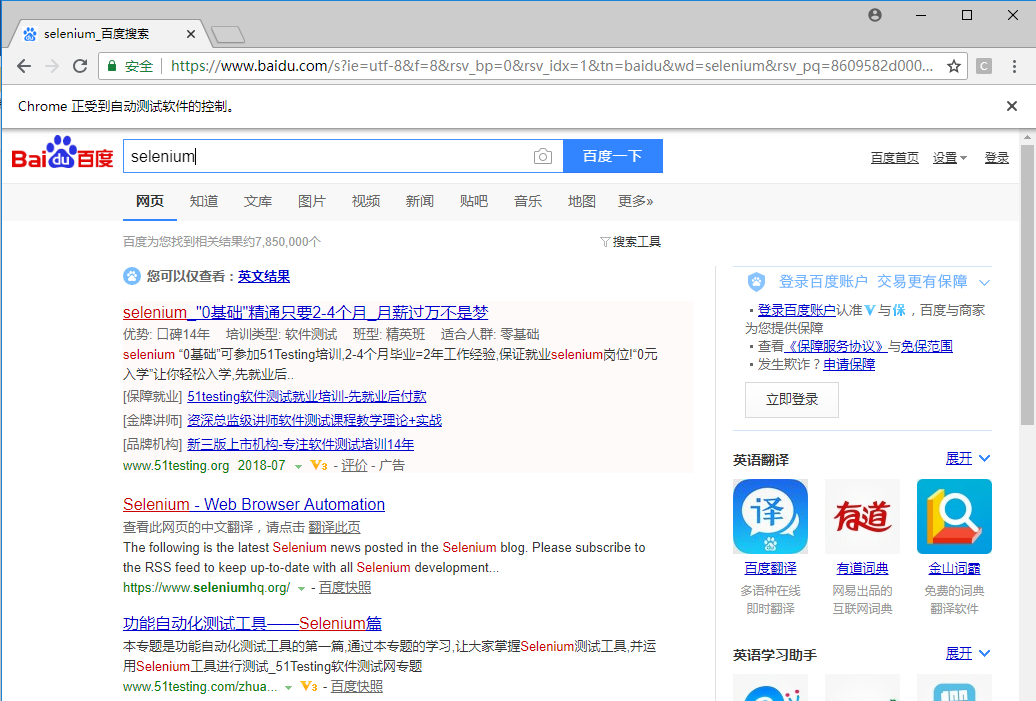 selenium_百度搜索
安全 https://www.baidu.com/s?ie=utf-8&f=8&rsv_bp=0&rsv_idx=1&tn=baidu&wd=selenium&rsv_pq=8609582d000...
C
Chrome 正受到自动测试软件的控制。
Bai du 百度 selenium 百度一下 百度首页 设置 登录
网页 知道 文库 图片 视频 新闻 贴吧 音乐 地图 更多»
百度为您找到相关结果约7,850,000个 搜索工具
您可以仅查看：英文结果
selenium_"0基础"精通只要2-4个月_月薪过万不是梦
优势: 口碑14年 培训类型: 软件测试 班型: 精英班 适合人群: 零基础
selenium “0基础”可参加51Testing培训,2-4个月毕业=2年工作经验,保证就业selenium岗位!“0元
入学”让你轻松入学,先就业后..
[保障就业] 51testing软件测试就业培训-先就业后付款
[金牌讲师] 资深总监级讲师软件测试课程教学理论+实战
[品牌机构] 新三版上市机构-专注软件测试培训14年
www.51testing.org 2018-07 V3 - 评价 - 广告
Selenium - Web Browser Automation
查看此网页的中文翻译，请点击 翻译此页
The following is the latest Selenium news posted in the Selenium blog. Please subscribe to
the RSS feed to keep up-to-date with all Selenium development...
https://www.seleniumhq.org/ - 百度快照
功能自动化测试工具——Selenium篇
本专题是功能自动化测试工具的第一篇,通过本专题的学习,让大家掌握Selenium测试工具,并运
用Selenium工具进行测试_51Testing软件测试网专题
www.51testing.com/zhua... V3 - 百度快照
登录百度账户 交易更有保障
登录百度账户认准V与保，百度与商家
为您提供保障
查看《保障服务协议》与免保范围
发生欺诈？申请保障
立即登录
英语翻译 展开
译 有道
百度翻译 有道词典 金山词霸
多语种在线 网易出品的 免费的词典
即时翻译 互联网词典 翻译软件
英语学习助手 展开